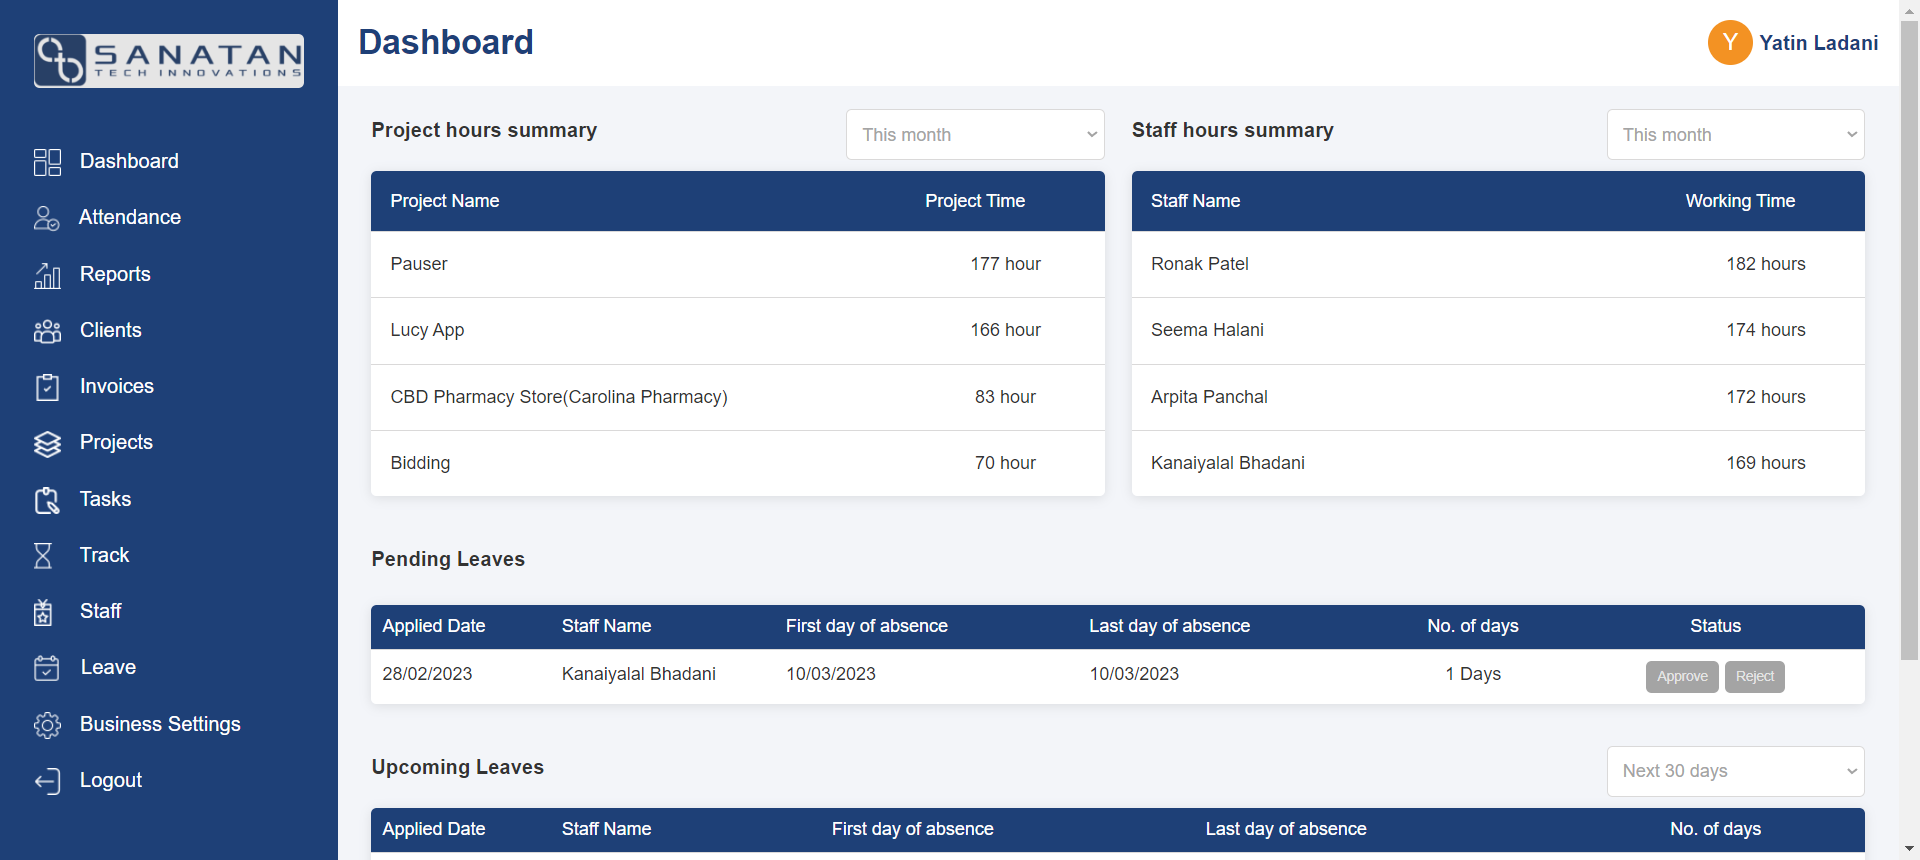 SANATAN
TECH INNOVATIONS
Dashboard
Attendance
Reports
Clients
Invoices
Projects
Tasks
Track
Staff
Leave
Business Settings
Logout
Dashboard
Y Yatin Ladani
Project hours summary
This month
Project Name Project Time
Pauser 177 hour
Lucy App 166 hour
CBD Pharmacy Store(Carolina Pharmacy) 83 hour
Bidding 70 hour
Staff hours summary
This month
Staff Name Working Time
Ronak Patel 182 hours
Seema Halani 174 hours
Arpita Panchal 172 hours
Kanaiyalal Bhadani 169 hours
Pending Leaves
Applied Date Staff Name First day of absence Last day of absence No. of days Status
28/02/2023 Kanaiyalal Bhadani 10/03/2023 10/03/2023 1 Days Approve Reject
Upcoming Leaves
Next 30 days
Applied Date Staff Name First day of absence Last day of absence No. of days